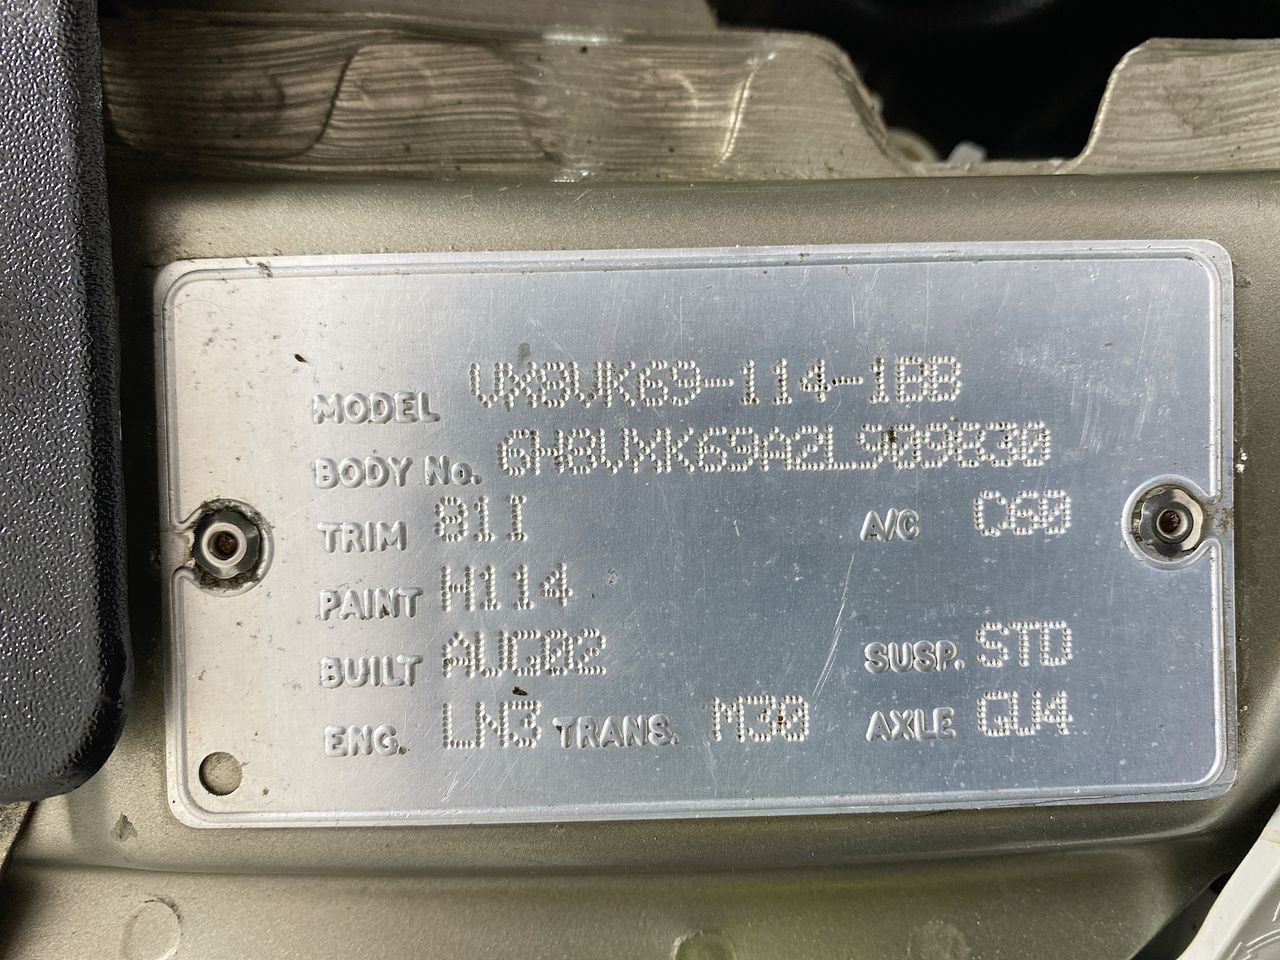 MODEL VX8VK69-114-1BB
BODY No. 6H8VXK69A2L909830
TRIM 81I A/C C60
PAINT H114
BUILT AUG02 SUSP. STD
ENG. LN3 TRANS. M30 AXLE GU4